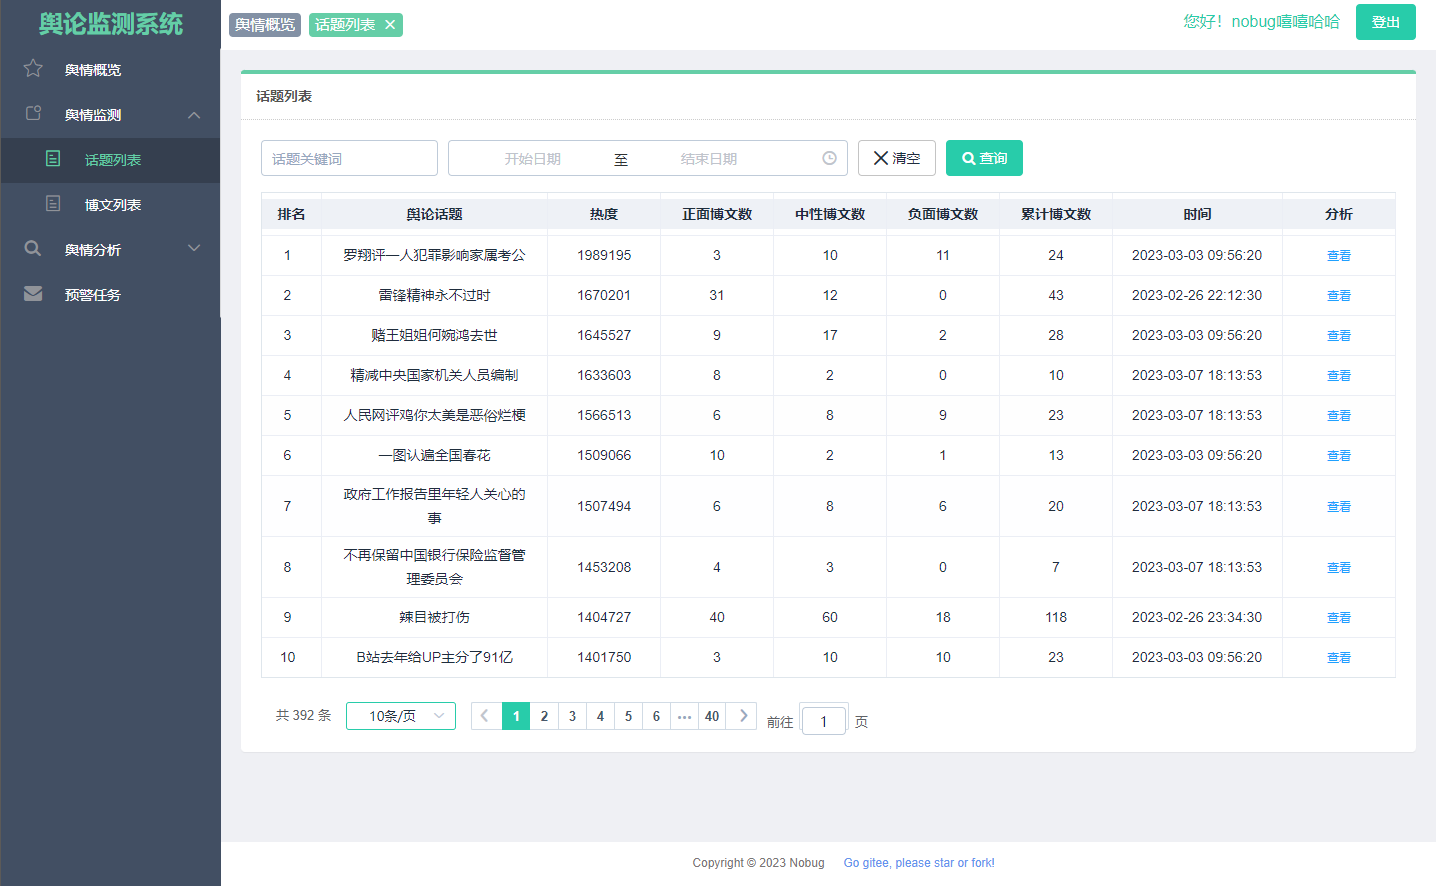 舆论监测系统
舆情概览
话题列表
您好！nobug嘻嘻哈哈
登出
舆情概览
舆情监测
话题列表
博文列表
舆情分析
预警任务
话题列表
话题关键词
开始日期 至 结束日期
清空
查询
排名 舆论话题 热度 正面博文数 中性博文数 负面博文数 累计博文数 时间 分析
1 罗翔评一人犯罪影响家属考公 1989195 3 10 11 24 2023-03-03 09:56:20 查看
2 雷锋精神永不过时 1670201 31 12 0 43 2023-02-26 22:12:30 查看
3 赌王姐姐何婉鸿去世 1645527 9 17 2 28 2023-03-03 09:56:20 查看
4 精减中央国家机关人员编制 1633603 8 2 0 10 2023-03-07 18:13:53 查看
5 人民网评鸡你太美是恶俗烂梗 1566513 6 8 9 23 2023-03-07 18:13:53 查看
6 一图认遍全国春花 1509066 10 2 1 13 2023-03-03 09:56:20 查看
7 政府工作报告里年轻人关心的事 1507494 6 8 6 20 2023-03-07 18:13:53 查看
8 不再保留中国银行保险监督管理委员会 1453208 4 3 0 7 2023-03-07 18:13:53 查看
9 辣目被打伤 1404727 40 60 18 118 2023-02-26 23:34:30 查看
10 B站去年给UP主分了91亿 1401750 3 10 10 23 2023-03-03 09:56:20 查看
共 392 条 10条/页 1 2 3 4 5 6 ··· 40 前往 1 页
Copyright © 2023 Nobug Go gitee, please star or fork!